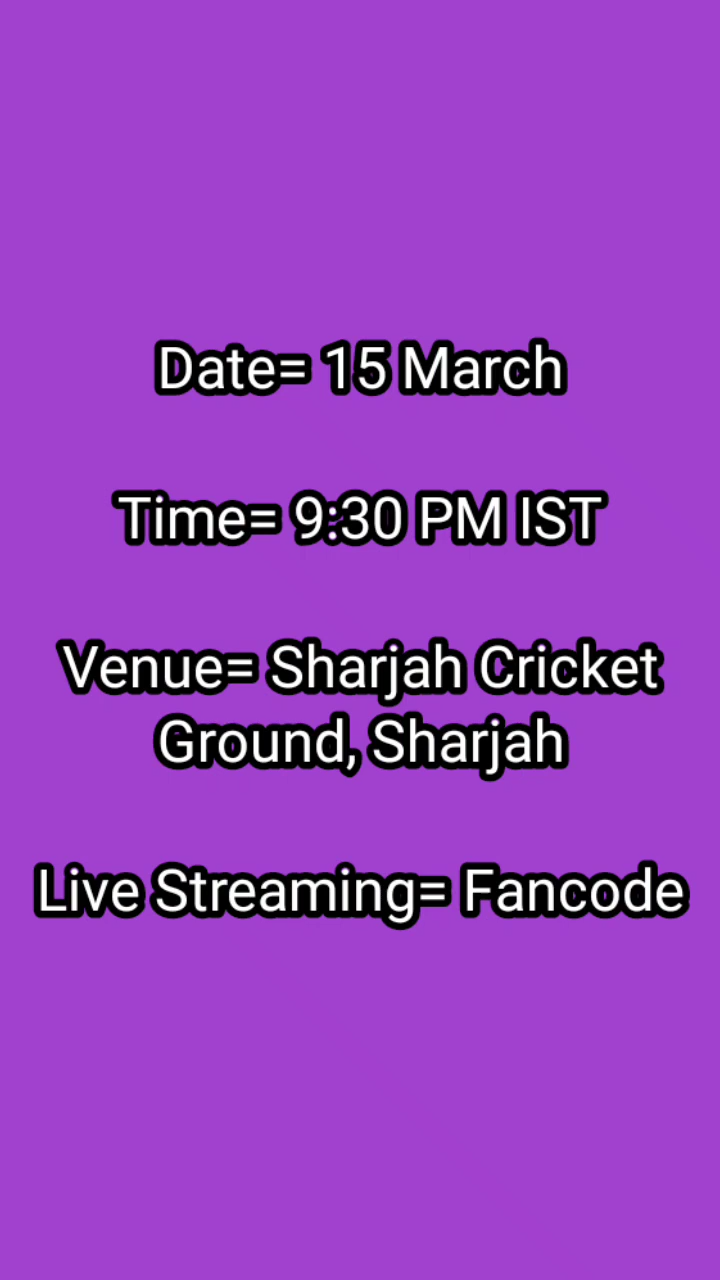 Date= 15 March
Time= 9:30 PM IST
Venue= Sharjah Cricket
Ground, Sharjah
Live Streaming= Fancode